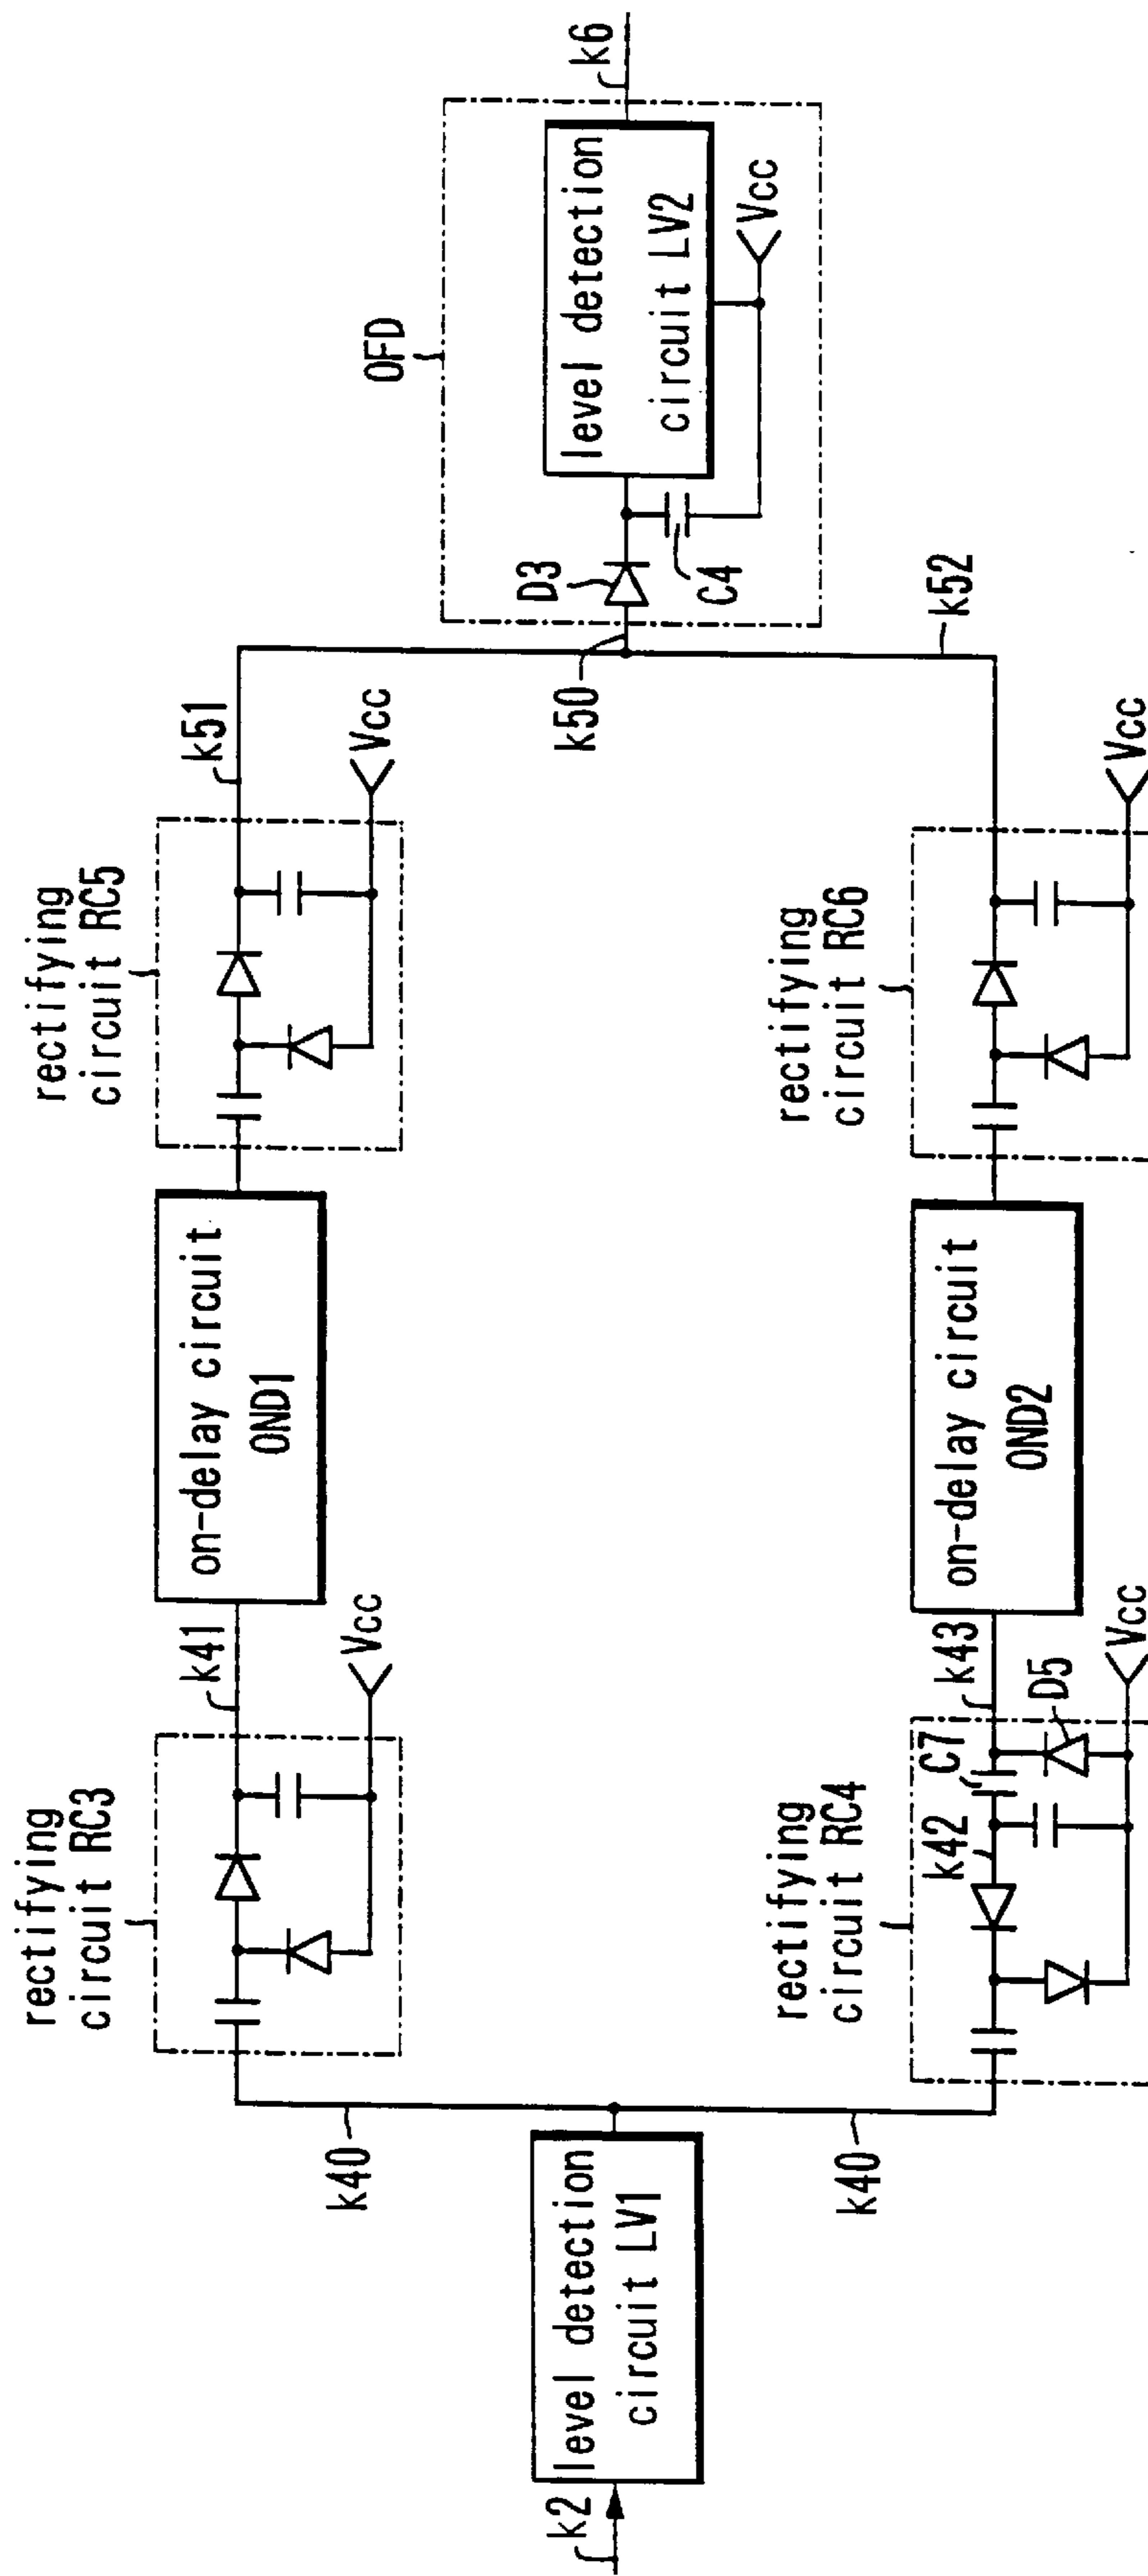 k2
level detection
circuit LV1
k40
k40
rectifying
circuit RC3
Vcc
k41
on-delay circuit
OND1
rectifying
circuit RC5
Vcc
k51
rectifying
circuit RC4
k42
C7
D5
k43
Vcc
on-delay circuit
OND2
rectifying
circuit RC6
Vcc
k52
k50
OFD
D3
C4
level detection
circuit LV2
Vcc
k6